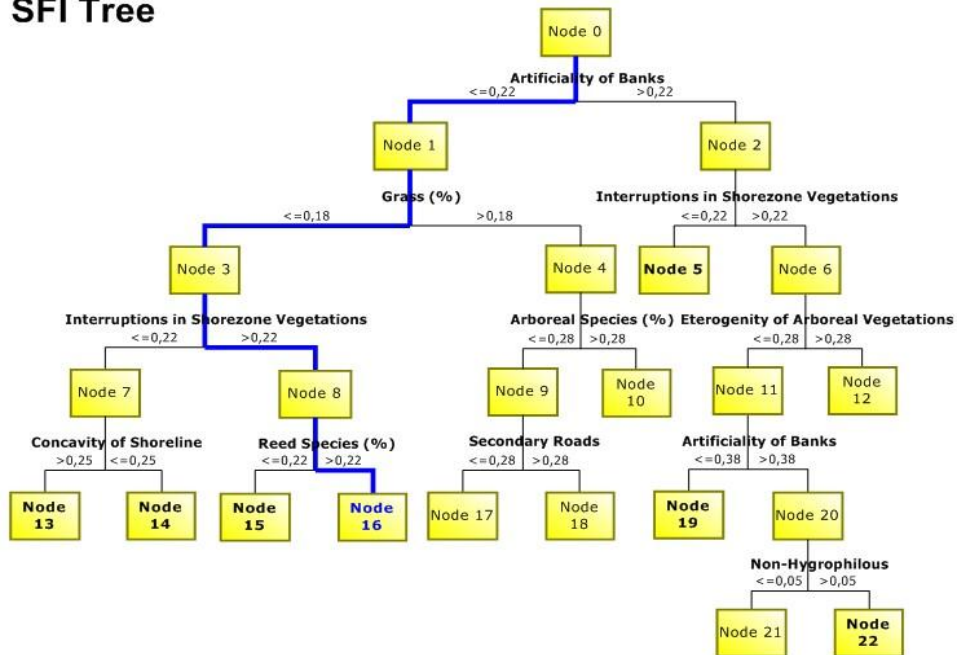 SFI Tree
Node 0
Artificiality of Banks
<=0,22 >0,22
Node 1 Node 2
Grass (%) Interruptions in Shorezone Vegetations
<=0,18 >0,18 <=0,22 >0,22
Node 3 Node 4 Node 5 Node 6
Interruptions in Shorezone Vegetations Arboreal Species (%) Eterogenity of Arboreal Vegetations
<=0,22 >0,22 <=0,28 >0,28 <=0,28 >0,28
Node 7 Node 8 Node 9 Node 10 Node 11 Node 12
Concavity of Shoreline Reed Species (%) Secondary Roads Artificiality of Banks
>0,25 <=0,25 <=0,22 >0,22 <=0,28 >0,28 <=0,38 >0,38
Node 13 Node 14 Node 15 Node 16 Node 17 Node 18 Node 19 Node 20
Non-Hygrophilous
<=0,05 >0,05
Node 21 Node 22